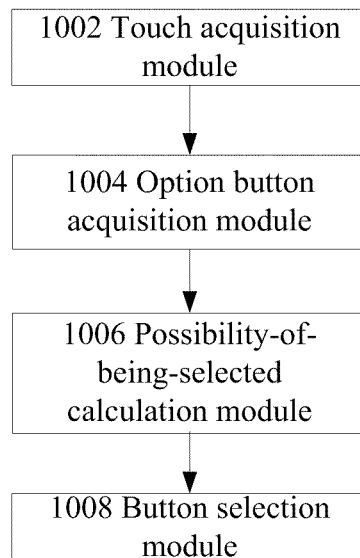 1002 Touch acquisition
module
1004 Option button
acquisition module
1006 Possibility-of-
being-selected
calculation module
1008 Button selection
module